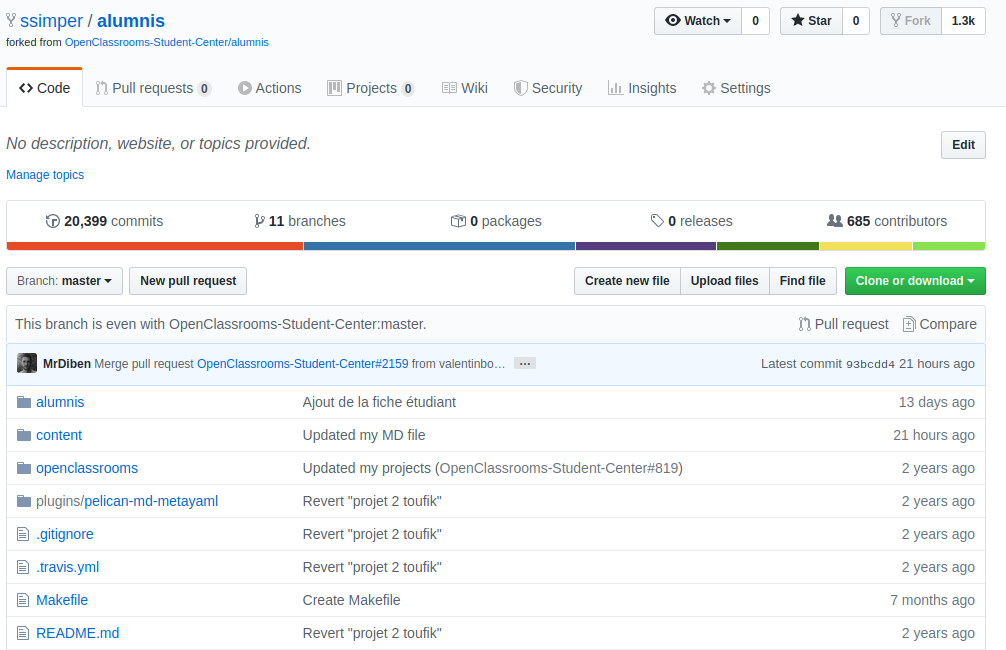 ssimper / alumnis Watch 0 Star 0 Fork 1.3k
forked from OpenClassrooms-Student-Center/alumnis
Code Pull requests 0 Actions Projects 0 Wiki Security Insights Settings
No description, website, or topics provided. Edit
Manage topics
20,399 commits 11 branches 0 packages 0 releases 685 contributors
Branch: master New pull request Create new file Upload files Find file Clone or download
This branch is even with OpenClassrooms-Student-Center:master. Pull request Compare
MrDiben Merge pull request OpenClassrooms-Student-Center#2159 from valentinbo… … Latest commit 93bcdd4 21 hours ago
alumnis Ajout de la fiche étudiant 13 days ago
content Updated my MD file 21 hours ago
openclassrooms Updated my projects (OpenClassrooms-Student-Center#819) 2 years ago
plugins/pelican-md-metayaml Revert "projet 2 toufik" 2 years ago
.gitignore Revert "projet 2 toufik" 2 years ago
.travis.yml Revert "projet 2 toufik" 2 years ago
Makefile Create Makefile 7 months ago
README.md Revert "projet 2 toufik" 2 years ago